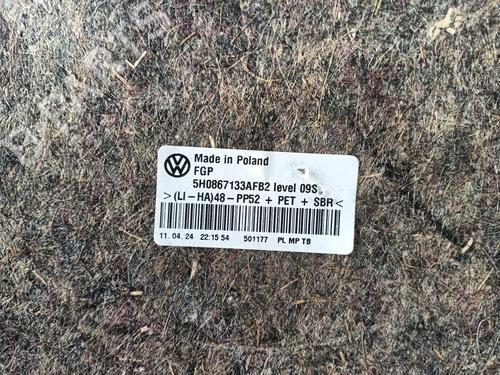 Made in Poland
FGP
5H0867133AFB2 level 09S
>(LI-HA)48-PP52 + PET + SBR<
11. 04. 24 22:15 54 501177 PL MP TB